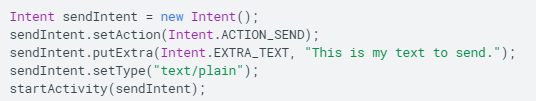 Intent sendIntent = new Intent();
sendIntent.setAction(Intent.ACTION_SEND);
sendIntent.putExtra(Intent.EXTRA_TEXT, "This is my text to send.");
sendIntent.setType("text/plain");
startActivity(sendIntent);